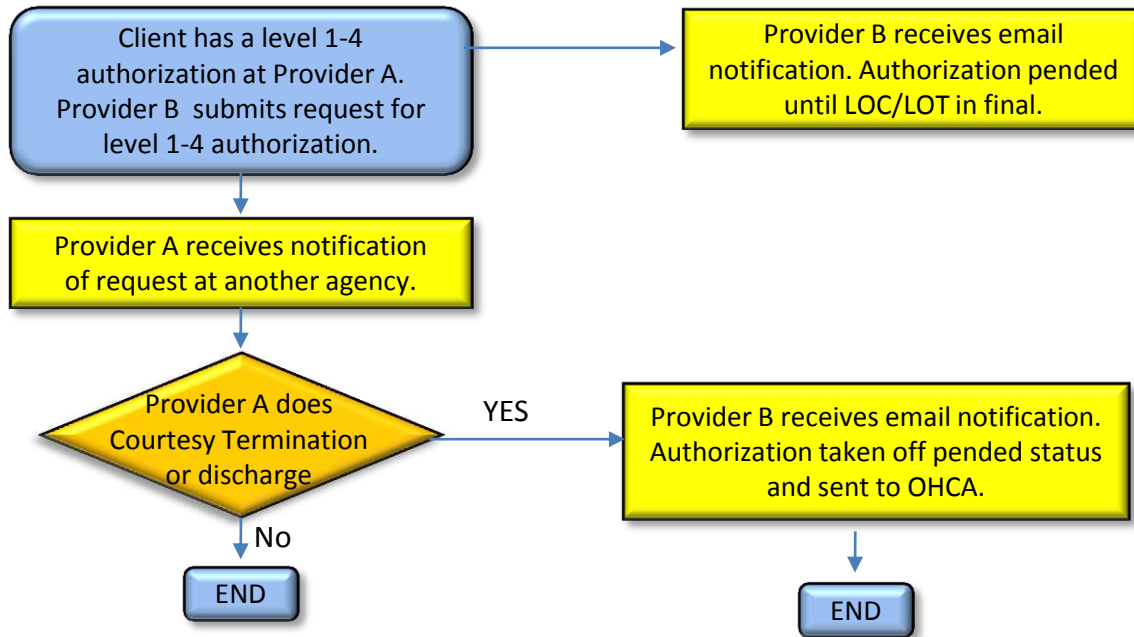 Client has a level 1-4
authorization at Provider A.
Provider B submits request for
level 1-4 authorization.
Provider B receives email
notification. Authorization pended
until LOC/LOT in final.
Provider A receives notification
of request at another agency.
Provider A does
Courtesy Termination
or discharge
YES
Provider B receives email notification.
Authorization taken off pended status
and sent to OHCA.
No
END
END